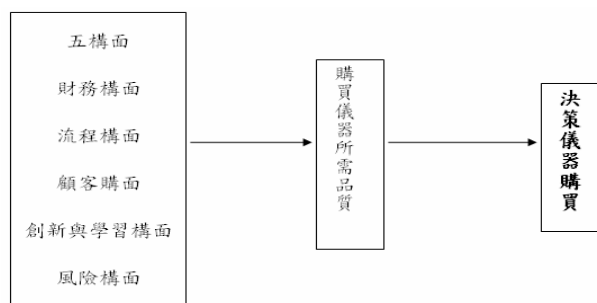 五構面
財務構面
流程構面
顧客購面
創新與學習構面
風險構面
購買儀器所需品質
決策儀器購買